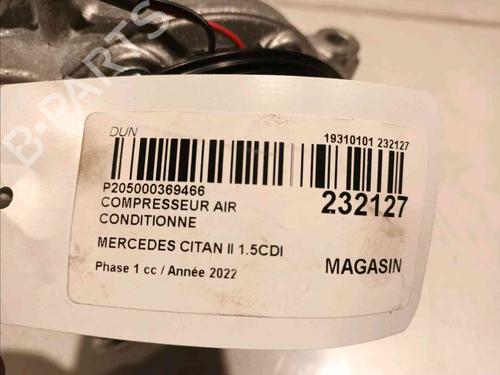 DUN
19310101 232127
P205000369466
COMPRESSEUR AIR
CONDITIONNE
232127
MERCEDES CITAN II 1.5CDI
Phase 1 cc / Année 2022
MAGASIN
B-PARTS